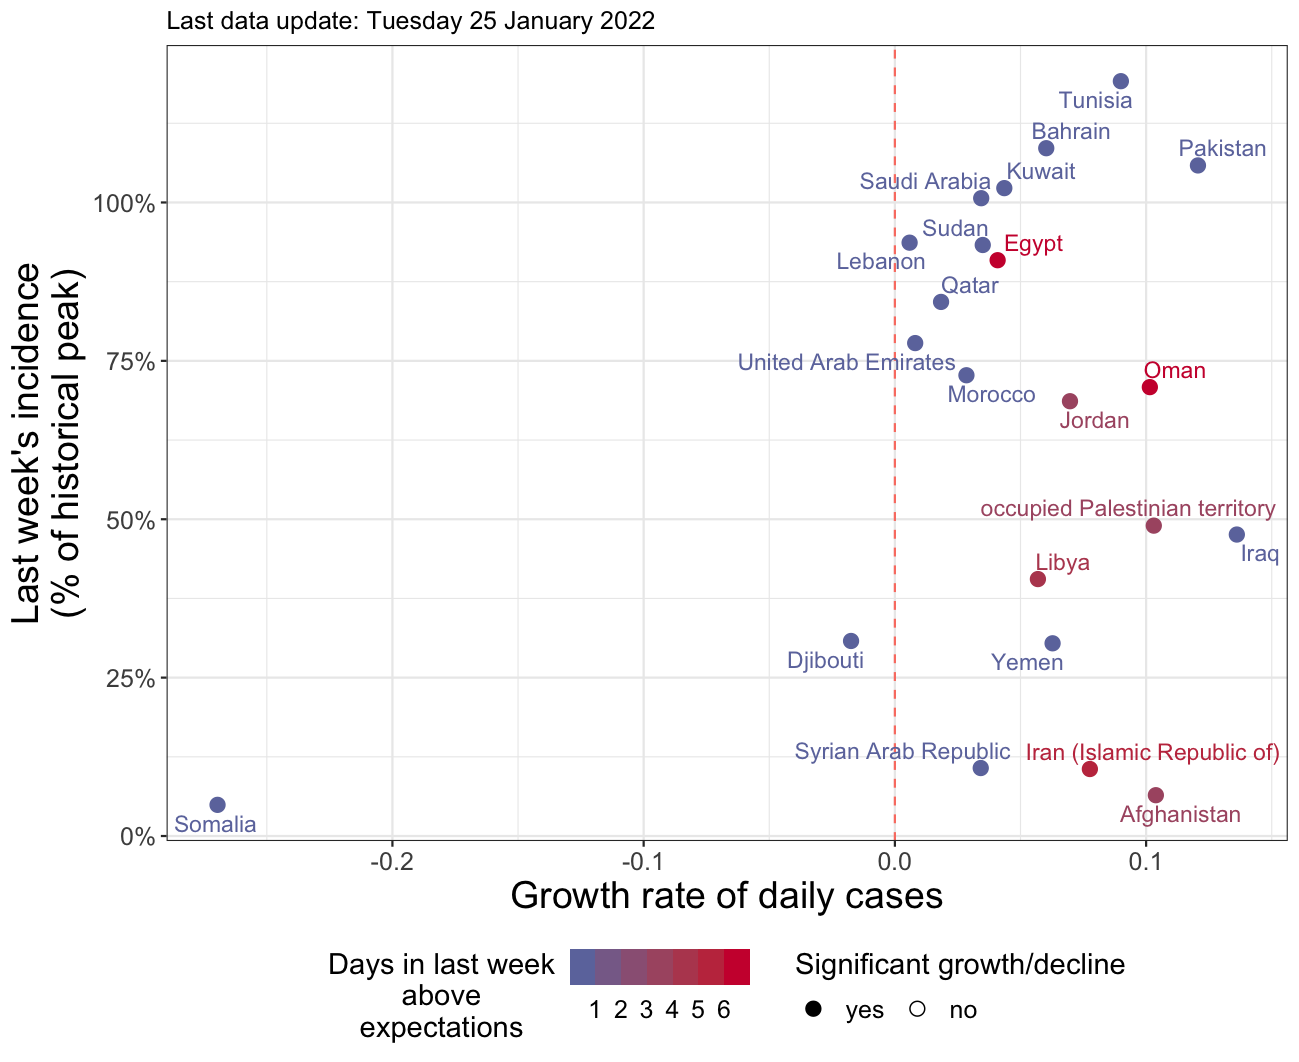 Last data update: Tuesday 25 January 2022
Last week's incidence
(% of historical peak)
100%
75%
50%
25%
0%
Tunisia
Bahrain
Pakistan
Kuwait
Saudi Arabia
Sudan
Egypt
Lebanon
Qatar
United Arab Emirates
Oman
Morocco
Jordan
occupied Palestinian territory
Iraq
Libya
Djibouti
Yemen
Syrian Arab Republic
Iran (Islamic Republic of)
Afghanistan
Somalia
-0.2 -0.1 0.0 0.1
Growth rate of daily cases
Days in last week
above
expectations
1 2 3 4 5 6
Significant growth/decline
yes no